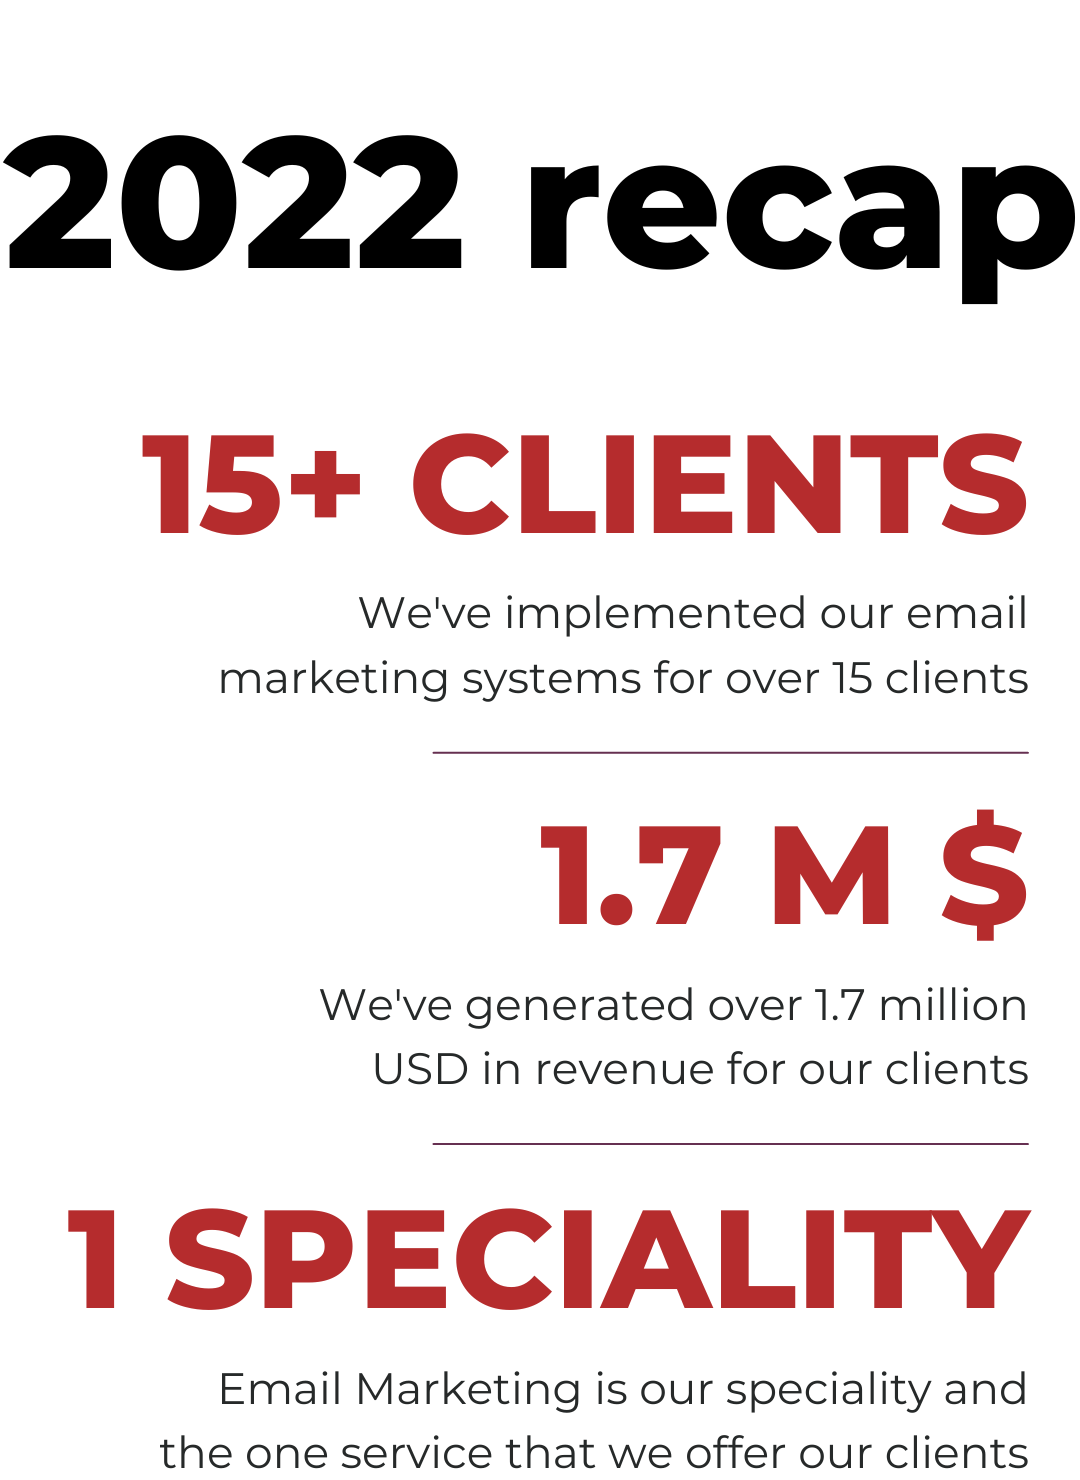 2022 recap
15+ CLIENTS
We've implemented our email
marketing systems for over 15 clients
1.7 M $
We've generated over 1.7 million
USD in revenue for our clients
1 SPECIALITY
Email Marketing is our speciality and
the one service that we offer our clients